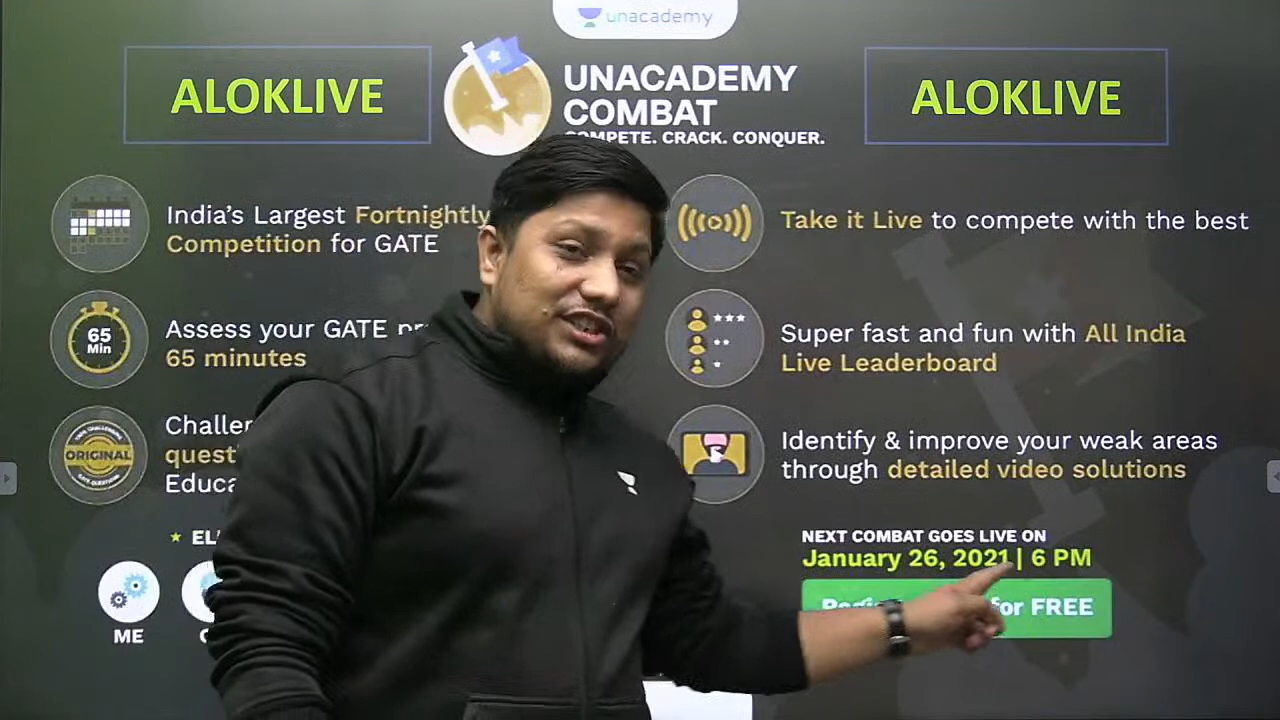 unacademy
ALOKLIVE
UNACADEMY
COMBAT
COMPETE. CRACK. CONQUER.
ALOKLIVE
India's Largest Fortnightly
Competition for GATE
65
Min
Assess your GATE
65 minutes
ORIGINAL
Educa
ME
Take it Live to compete with the best
Super fast and fun with All India
Live Leaderboard
Identify & improve your weak areas
through detailed video solutions
NEXT COMBAT GOES LIVE ON
January 26, 2021 | 6 PM
for FREE